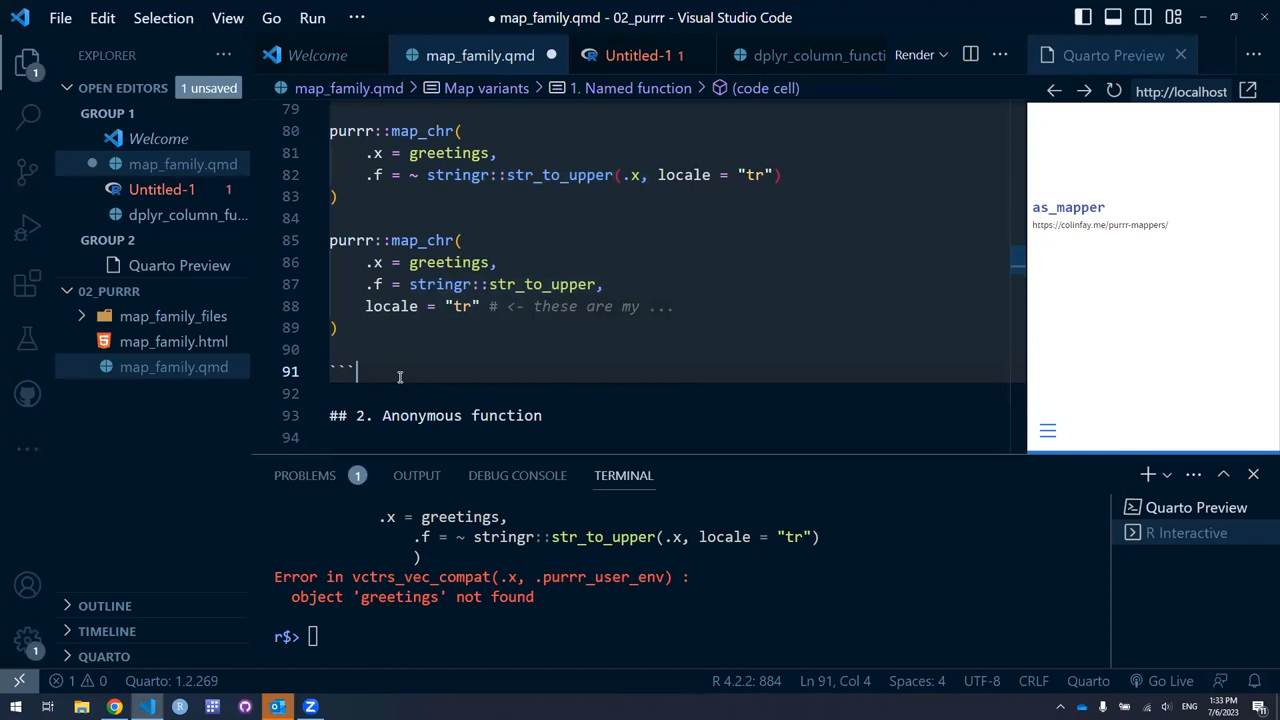 File Edit Selection View Go Run ··· ● map_family.qmd - 02_purrr - Visual Studio Code
EXPLORER ···
OPEN EDITORS 1 unsaved
GROUP 1
Welcome
map_family.qmd
Untitled-1 1
dplyr_column_fu...
GROUP 2
Quarto Preview
02_PURRR
map_family_files
map_family.html
map_family.qmd
OUTLINE
TIMELINE
QUARTO
1
1
Welcome map_family.qmd ● Untitled-1 1 dplyr_column_functi Render ···
map_family.qmd > Map variants > 1. Named function > (code cell)
79
80 purrr::map_chr(
81 .x = greetings,
82 .f = ~ stringr::str_to_upper(.x, locale = "tr")
83 )
84
85 purrr::map_chr(
86 .x = greetings,
87 .f = stringr::str_to_upper,
88 locale = "tr" # <- these are my ...
89 )
90
91 ```
92
93 ## 2. Anonymous function
94
Quarto Preview ···
http://localhost
as_mapper
https://colinfay.me/purrr-mappers/
PROBLEMS 1 OUTPUT DEBUG CONSOLE TERMINAL ···
.x = greetings,
.f = ~ stringr::str_to_upper(.x, locale = "tr")
)
Error in vctrs_vec_compat(.x, .purrr_user_env) :
object 'greetings' not found
r$>
Quarto Preview
R Interactive
1 0 Quarto: 1.2.269 R 4.2.2: 884 Ln 91, Col 4 Spaces: 4 UTF-8 CRLF Quarto Go Live
ENG 1:33 PM
7/6/2023